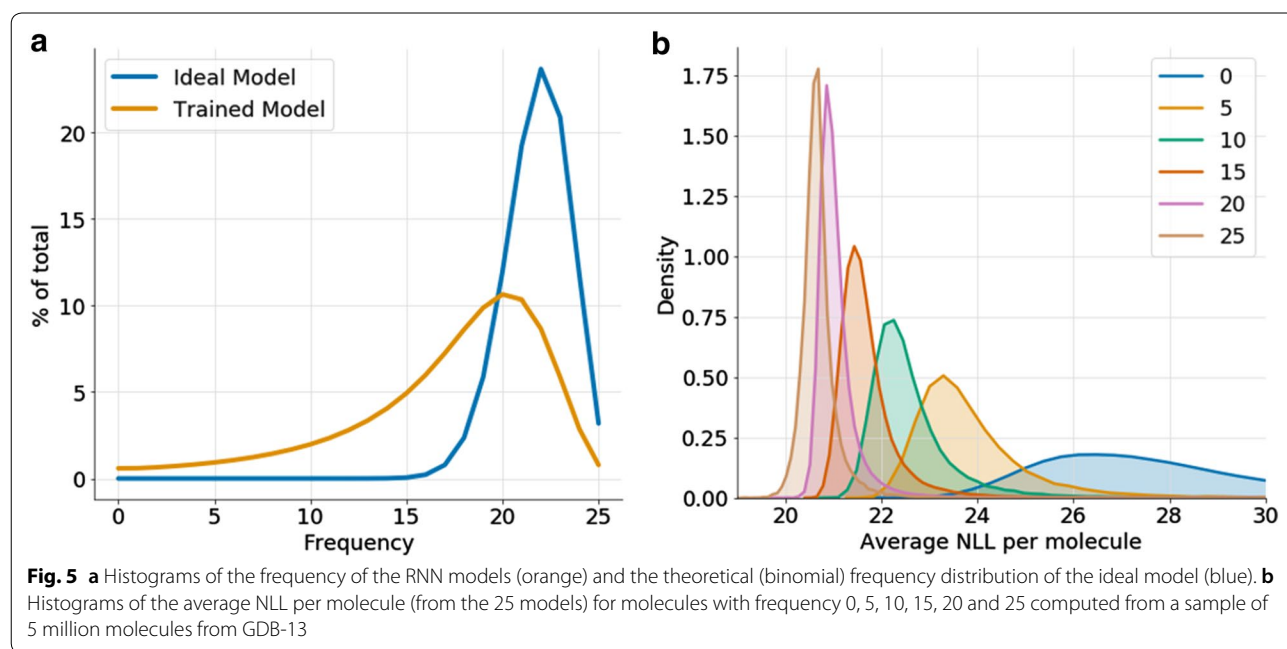 a
Ideal Model
Trained Model
% of total
20
15
10
5
0
0 5 10 15 20 25
Frequency
b
0
5
10
15
20
25
Density
1.75
1.50
1.25
1.00
0.75
0.50
0.25
0.00
20 22 24 26 28 30
Average NLL per molecule
Fig. 5 a Histograms of the frequency of the RNN models (orange) and the theoretical (binomial) frequency distribution of the ideal model (blue). b
Histograms of the average NLL per molecule (from the 25 models) for molecules with frequency 0, 5, 10, 15, 20 and 25 computed from a sample of
5 million molecules from GDB-13